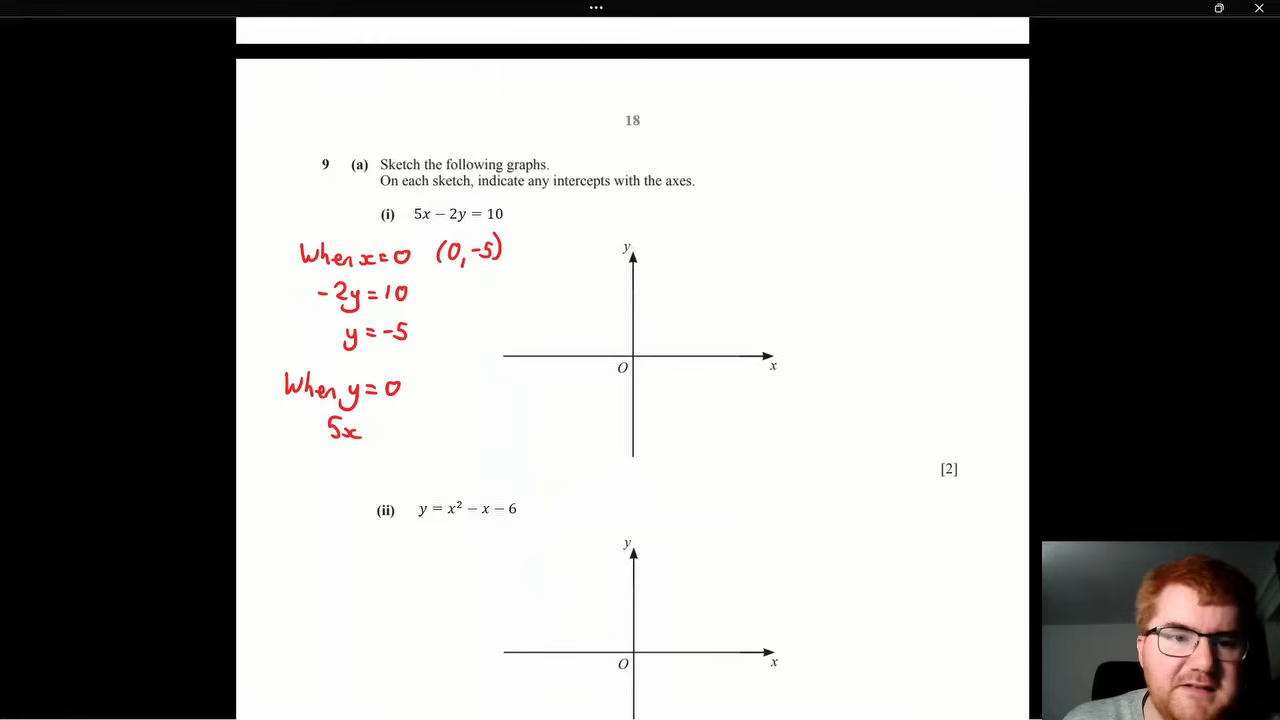 18
9 (a) Sketch the following graphs.
On each sketch, indicate any intercepts with the axes.
(i) 5x − 2y = 10
When x = 0 (0, -5)
-2y = 10
y = -5
When y = 0
5x
y
O
x
[2]
(ii) y = x² − x − 6
y
O
x